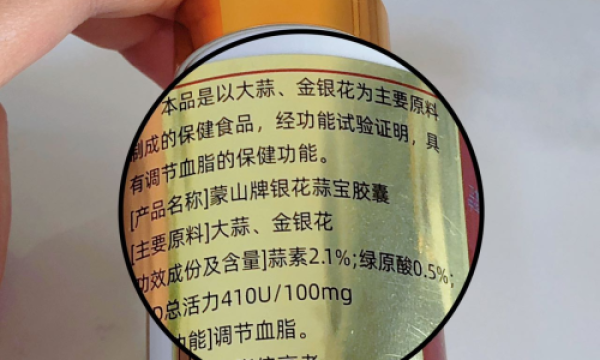 本品是以大蒜、金银花为主要原料
制成的保健食品，经功能试验证明，具
有调节血脂的保健功能。
[产品名称]蒙山牌银花蒜宝胶囊
[主要原料]大蒜、金银花
功效成份及含量]蒜素2.1%;绿原酸0.5%;
总活力410U/100mg
功能]调节血脂。